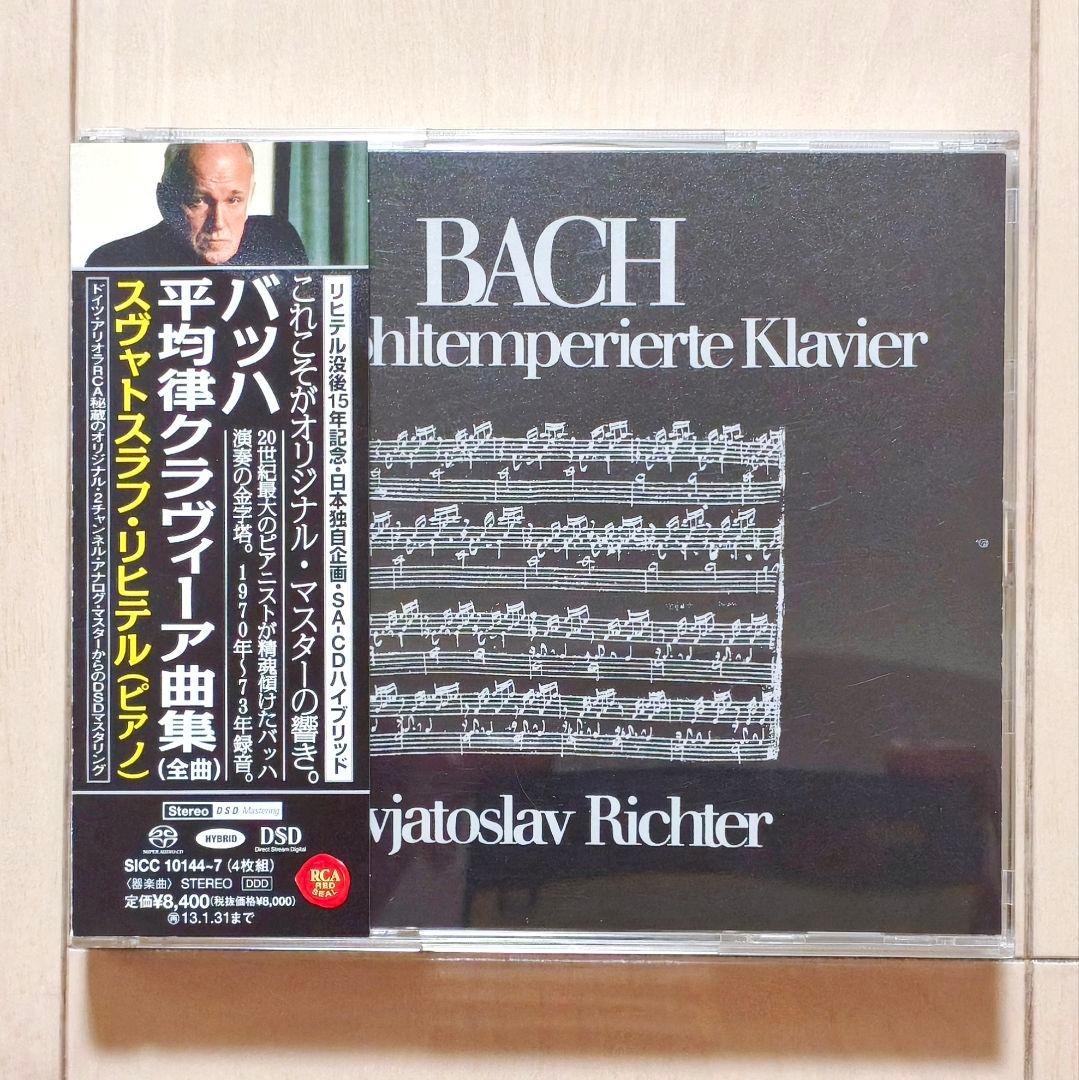 BACH
ohltemperierte Klavier
vjatoslav Richter
リヒテル没後15年記念・日本独自企画・SA-CDハイブリッド
これこそがオリジナル・マスターの響き。
バッハ
20世紀最大のピアニストが精魂傾けたバッハ
演奏の金字塔。1970年〜73年録音。
平均律クラヴィーア曲集(全曲)
スヴャトスラフ・リヒテル(ピアノ)
ドイツ・アリオラRCA秘蔵のオリジナル・2チャンネル・アナログ・マスターからのDSDマスタリング
Stereo DSD Mastering
SUPER AUDIO CD HYBRID DSD Direct Stream Digital
SICC 10144~7 (4枚組)
〈器楽曲〉 STEREO DDD
定価¥8,400(税抜価格¥8,000)
再 13.1.31まで
RCA
RED
SEAL